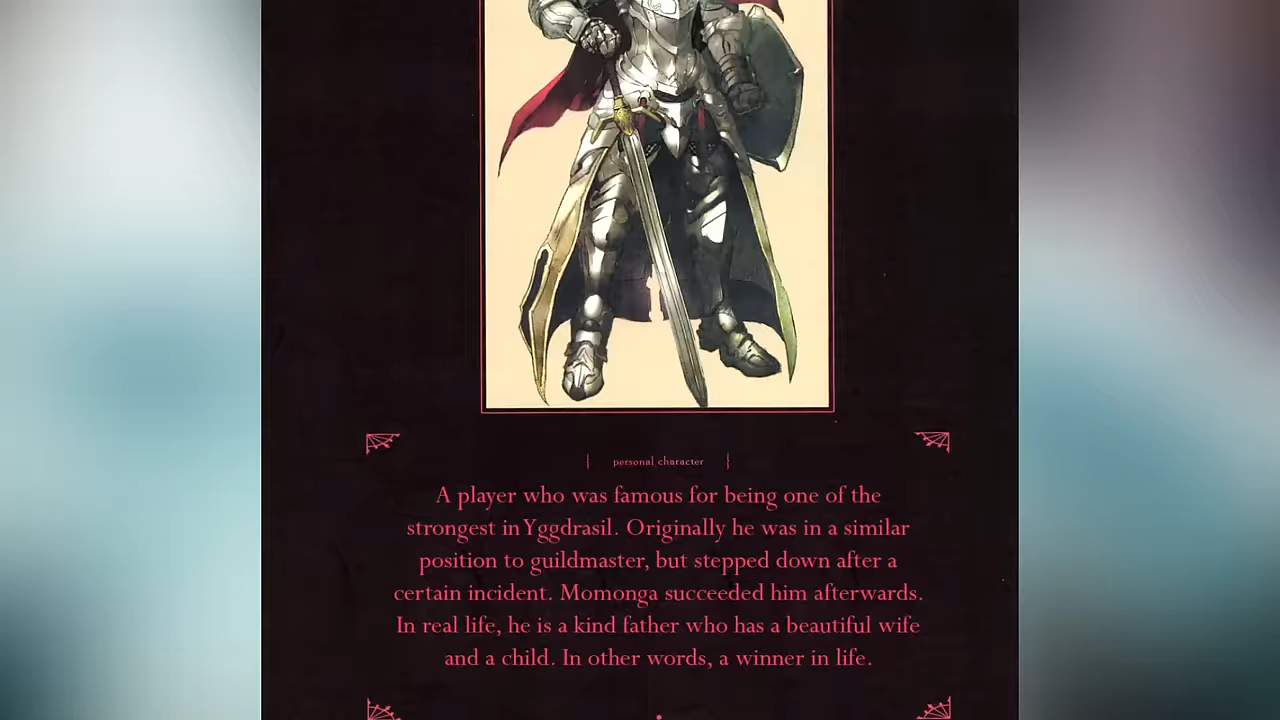 personal character
A player who was famous for being one of the
strongest in Yggdrasil. Originally he was in a similar
position to guildmaster, but stepped down after a
certain incident. Momonga succeeded him afterwards.
In real life, he is a kind father who has a beautiful wife
and a child. In other words, a winner in life.